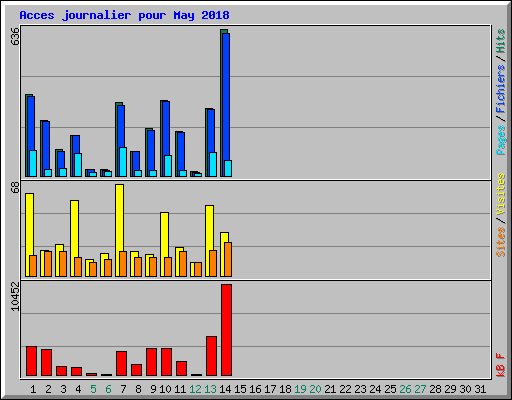 Acces journalier pour May 2018
636
68
10452
Pages/Fichiers/Hits
Sites/Visites
kB F
1 2 3 4 5 6 7 8 9 10 11 12 13 14 15 16 17 18 19 20 21 22 23 24 25 26 27 28 29 30 31